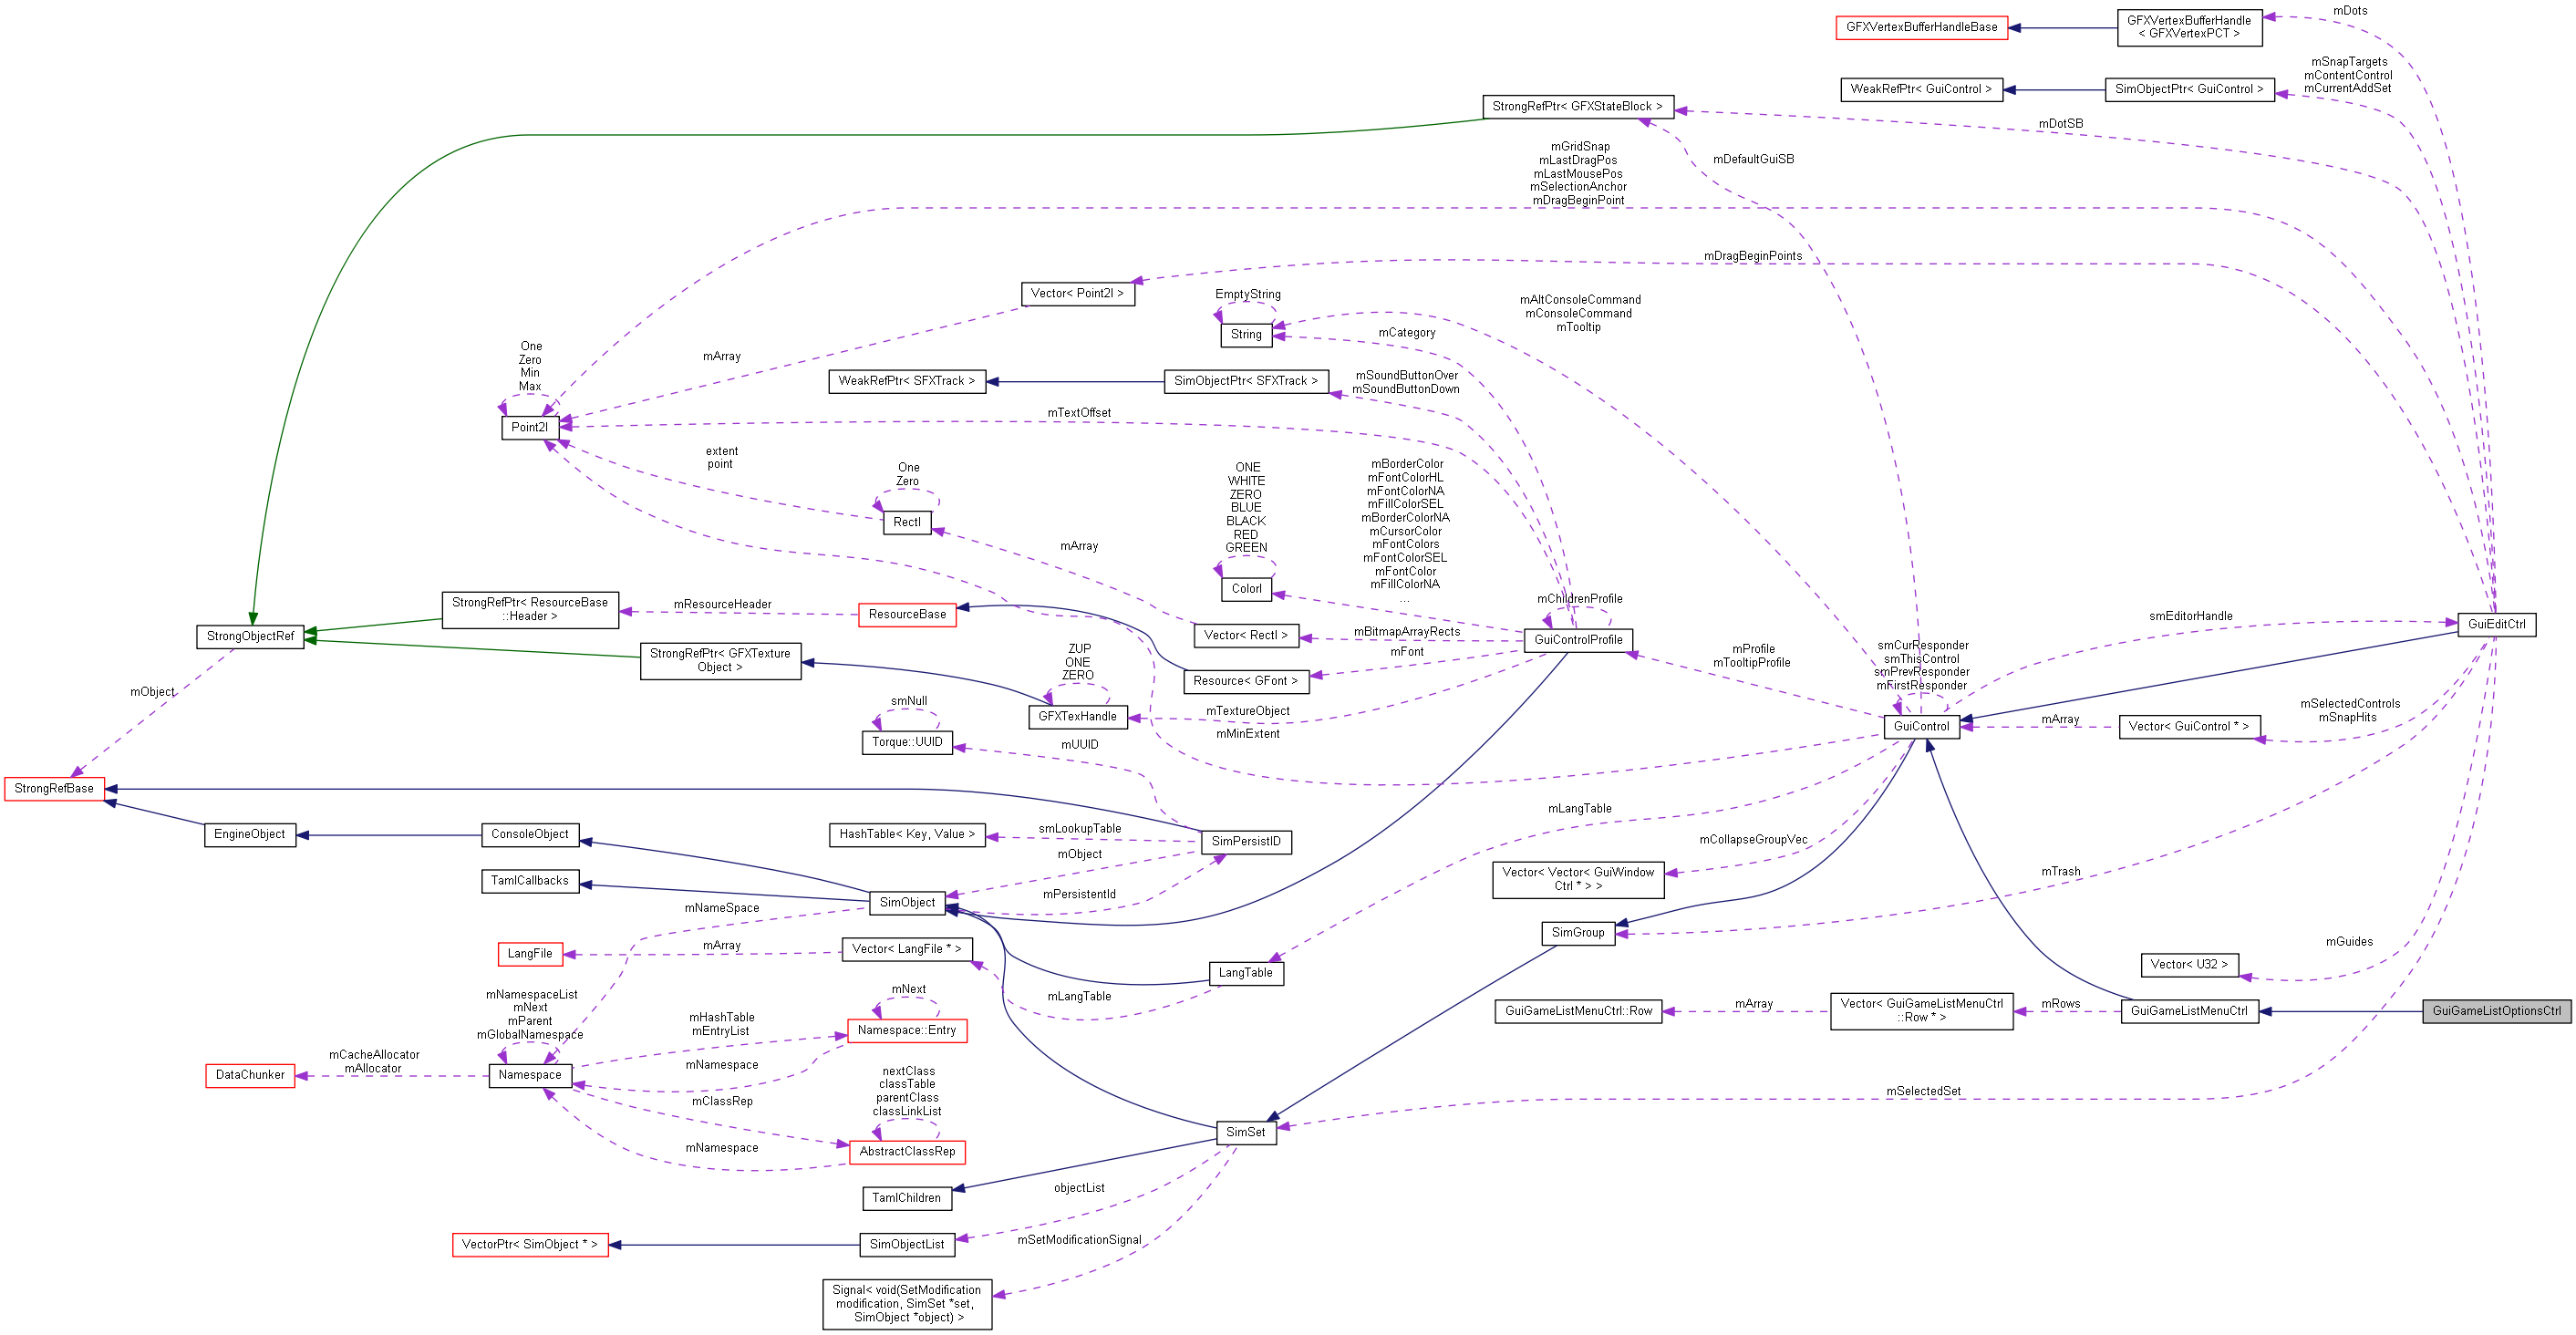 mDots
GFXVertexBufferHandleBase
GFXVertexBufferHandle
< GFXVertexPCT >
mSnapTargets
mContentControl
mCurrentAddSet
WeakRefPtr< GuiControl >
SimObjectPtr< GuiControl >
StrongRefPtr< GFXStateBlock >
mDotSB
mDefaultGuiSB
mGridSnap
mLastDragPos
mLastMousePos
mSelectionAnchor
mDragBeginPoint
mDragBeginPoints
Vector< Point2I >
EmptyString
String
mAltConsoleCommand
mConsoleCommand
mTooltip
mCategory
One
Zero
Min
Max
mArray
WeakRefPtr< SFXTrack >
SimObjectPtr< SFXTrack >
mSoundButtonOver
mSoundButtonDown
Point2I
mTextOffset
extent
point
One
Zero
RectI
ONE
WHITE
ZERO
BLUE
BLACK
RED
GREEN
ColorI
mBorderColor
mFontColorHL
mFontColorNA
mFillColorSEL
mBorderColorNA
mCursorColor
mFontColors
mFontColorSEL
mFontColor
mFillColorNA
...
mArray
mChildrenProfile
GuiControlProfile
StrongRefPtr< ResourceBase
::Header >
mResourceHeader
ResourceBase
StrongObjectRef
Vector< RectI >
mBitmapArrayRects
mFont
smEditorHandle
GuiEditCtrl
StrongRefPtr< GFXTexture
Object >
ZUP
ONE
ZERO
Resource< GFont >
mProfile
mTooltipProfile
smCurResponder
smThisControl
smPrevResponder
mFirstResponder
mObject
smNull
GFXTexHandle
mTextureObject
mMinExtent
GuiControl
mArray
Vector< GuiControl * >
mSelectedControls
mSnapHits
Torque::UUID
mUUID
StrongRefBase
EngineObject
ConsoleObject
HashTable< Key, Value >
smLookupTable
SimPersistID
mLangTable
mCollapseGroupVec
mObject
TamlCallbacks
SimObject
mPersistentId
Vector< Vector< GuiWindow
Ctrl * > >
mTrash
mNameSpace
SimGroup
LangFile
mArray
Vector< LangFile * >
LangTable
mGuides
Vector< U32 >
mLangTable
mNamespaceList
mNext
mParent
mGlobalNamespace
mHashTable
mEntryList
mNext
Namespace::Entry
GuiGameListMenuCtrl::Row
mArray
Vector< GuiGameListMenuCtrl
::Row * >
mRows
GuiGameListMenuCtrl
GuiGameListOptionsCtrl
mCacheAllocator
mAllocator
DataChunker
Namespace
mNamespace
mClassRep
nextClass
classTable
parentClass
classLinkList
mSelectedSet
mNamespace
AbstractClassRep
SimSet
TamlChildren
objectList
VectorPtr< SimObject * >
SimObjectList
mSetModificationSignal
Signal< void(SetModification
modification, SimSet *set,
SimObject *object) >